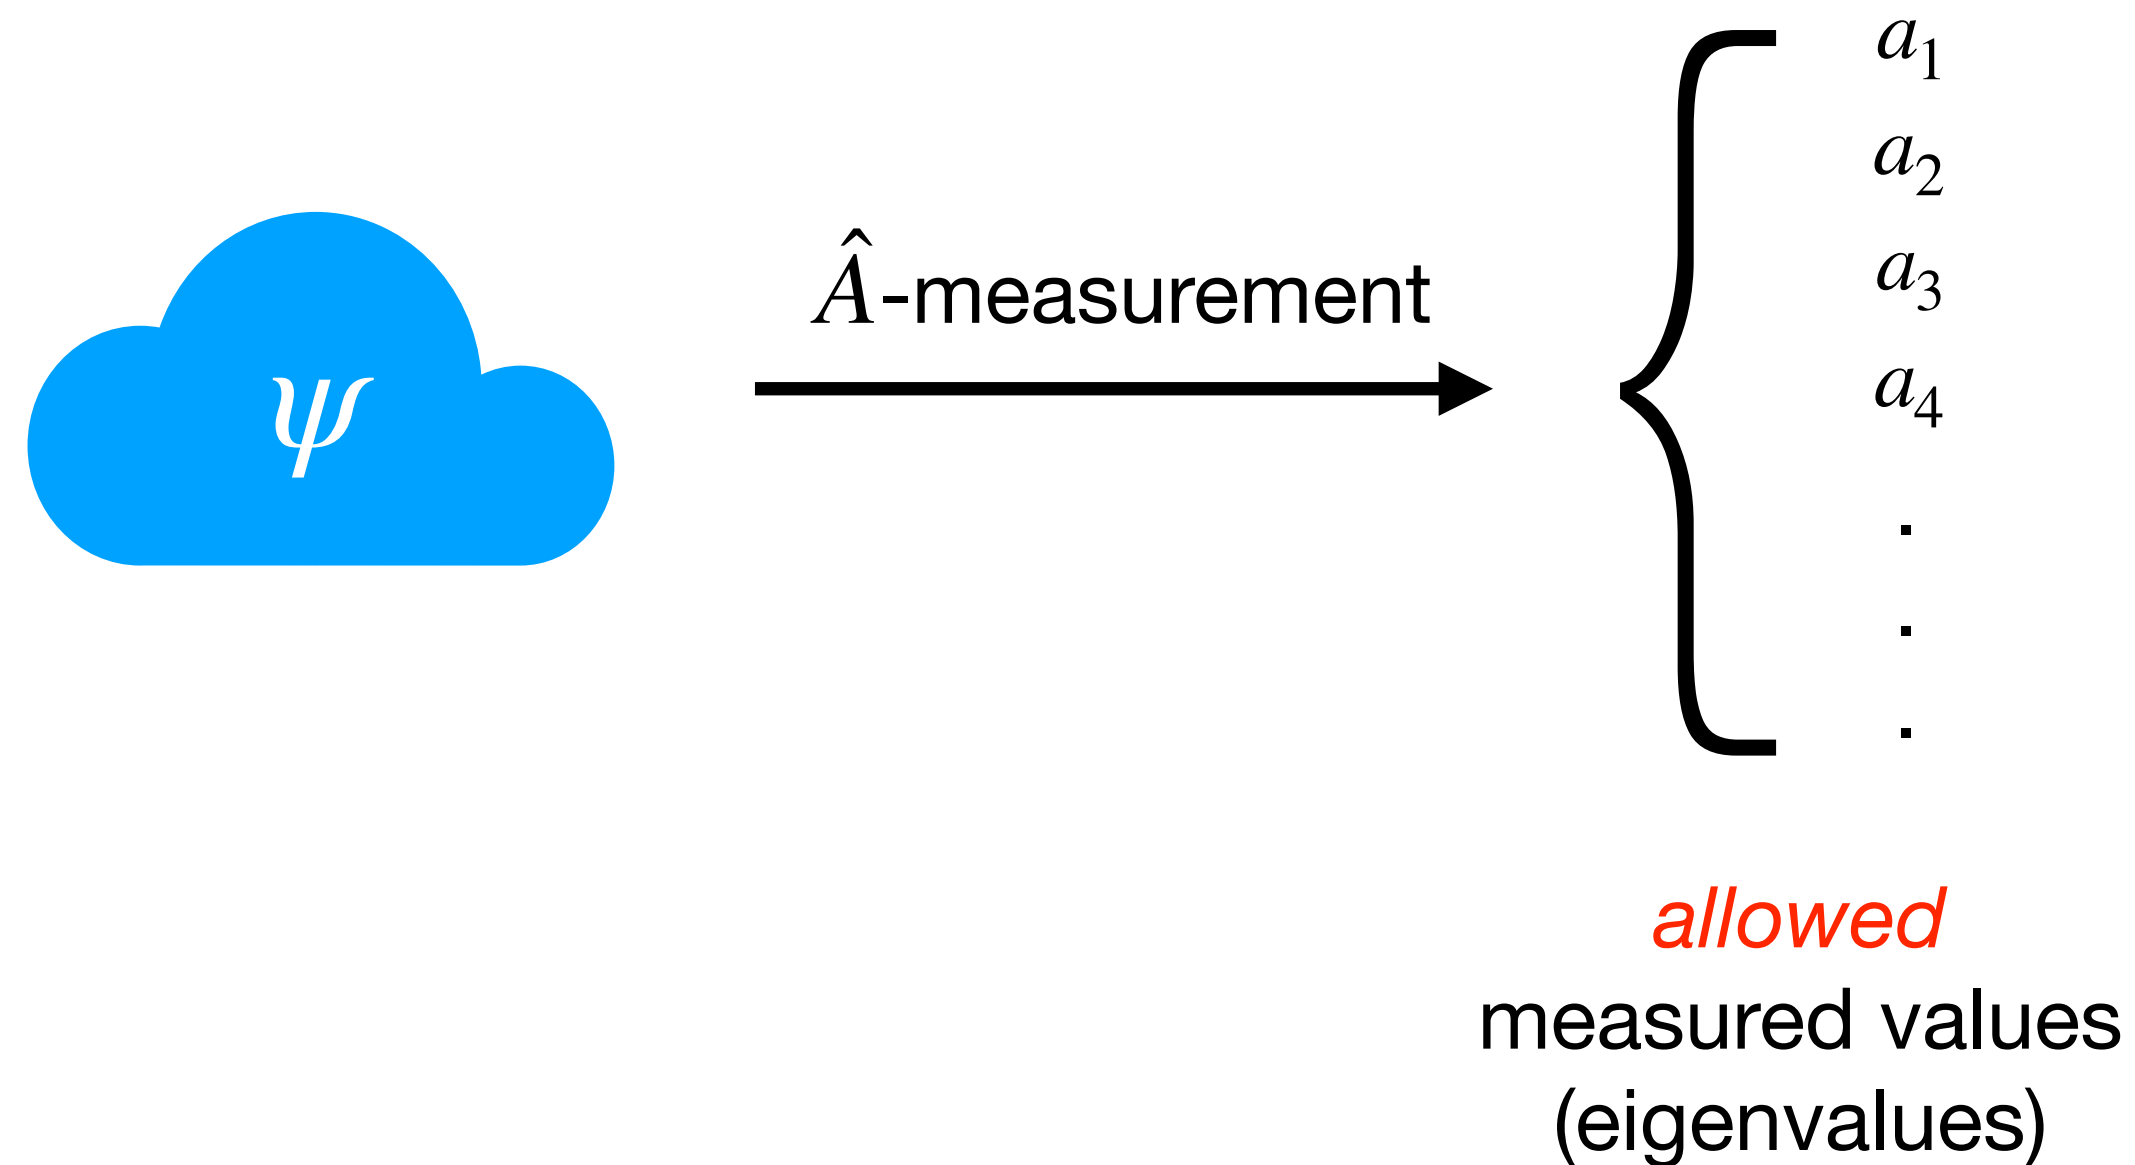 ψ
Â-measurement
a₁
a₂
a₃
a₄
.
.
.
allowed
measured values
(eigenvalues)